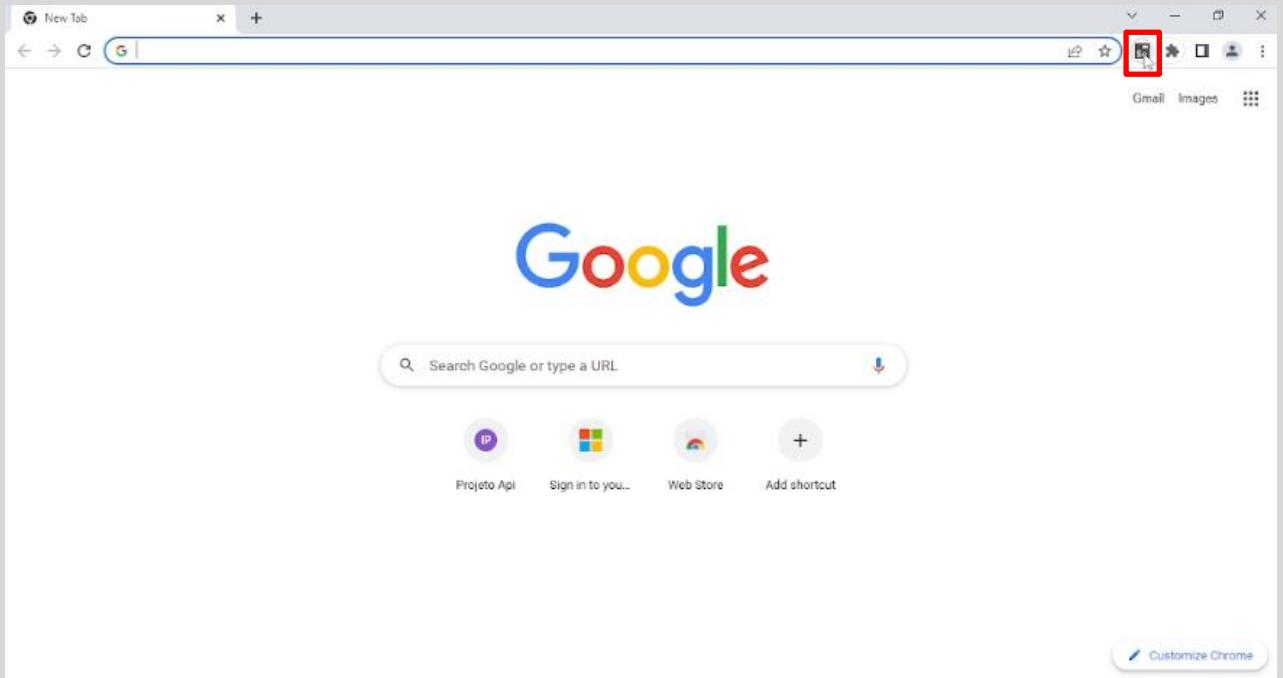 New Tab
Gmail Images
Google
Search Google or type a URL
IP
Projeto Api Sign in to you... Web Store Add shortcut
Customize Chrome